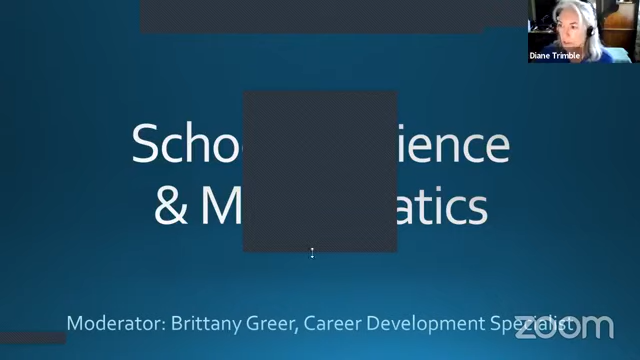 Diane Trimble
Scho ience
& M atics
Moderator: Brittany Greer, Career Development Specialist
zoom